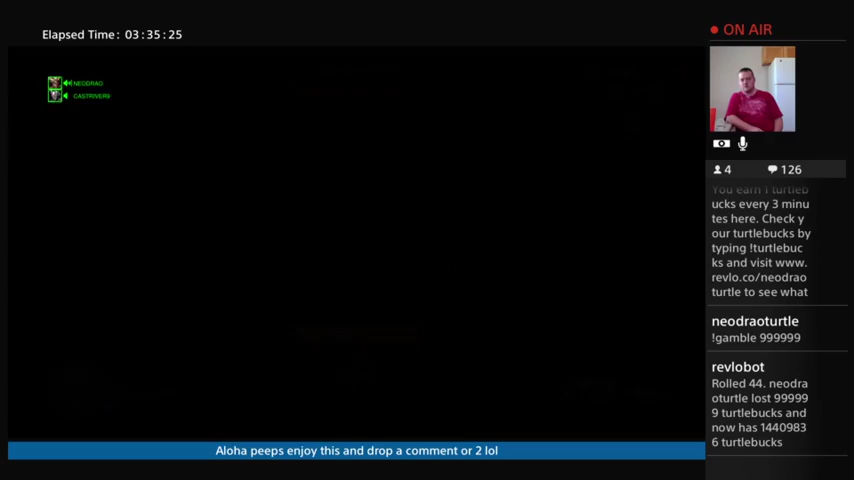 Elapsed Time: 03:35:25
ON AIR
NEODRAO
CASTRIVER9
4
126
You earn 1 turtleb
ucks every 3 minu
tes here. Check y
our turtlebucks by
typing !turtlebuc
ks and visit www.
revlo.co/neodrao
turtle to see what
neodraoturtle
!gamble 999999
revlobot
Rolled 44. neodra
oturtle lost 99999
9 turtlebucks and
now has 1440983
6 turtlebucks
Aloha peeps enjoy this and drop a comment or 2 lol